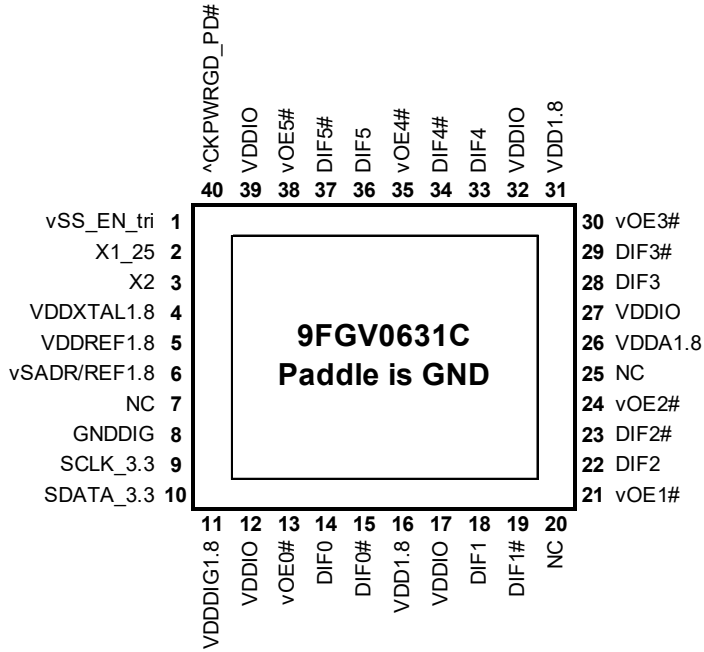 ^CKPWRGD_PD#
VDDIO
vOE5#
DIF5#
DIF5
vOE4#
DIF4#
DIF4
VDDIO
VDD1.8
40 39 38 37 36 35 34 33 32 31
vSS_EN_tri 1
X1_25 2
X2 3
VDDXTAL1.8 4
VDDREF1.8 5
vSADR/REF1.8 6
NC 7
GNDDIG 8
SCLK_3.3 9
SDATA_3.3 10
9FGV0631C
Paddle is GND
30 vOE3#
29 DIF3#
28 DIF3
27 VDDIO
26 VDDA1.8
25 NC
24 vOE2#
23 DIF2#
22 DIF2
21 vOE1#
11 12 13 14 15 16 17 18 19 20
VDDDIG1.8
VDDIO
vOE0#
DIF0
DIF0#
VDD1.8
VDDIO
DIF1
DIF1#
NC